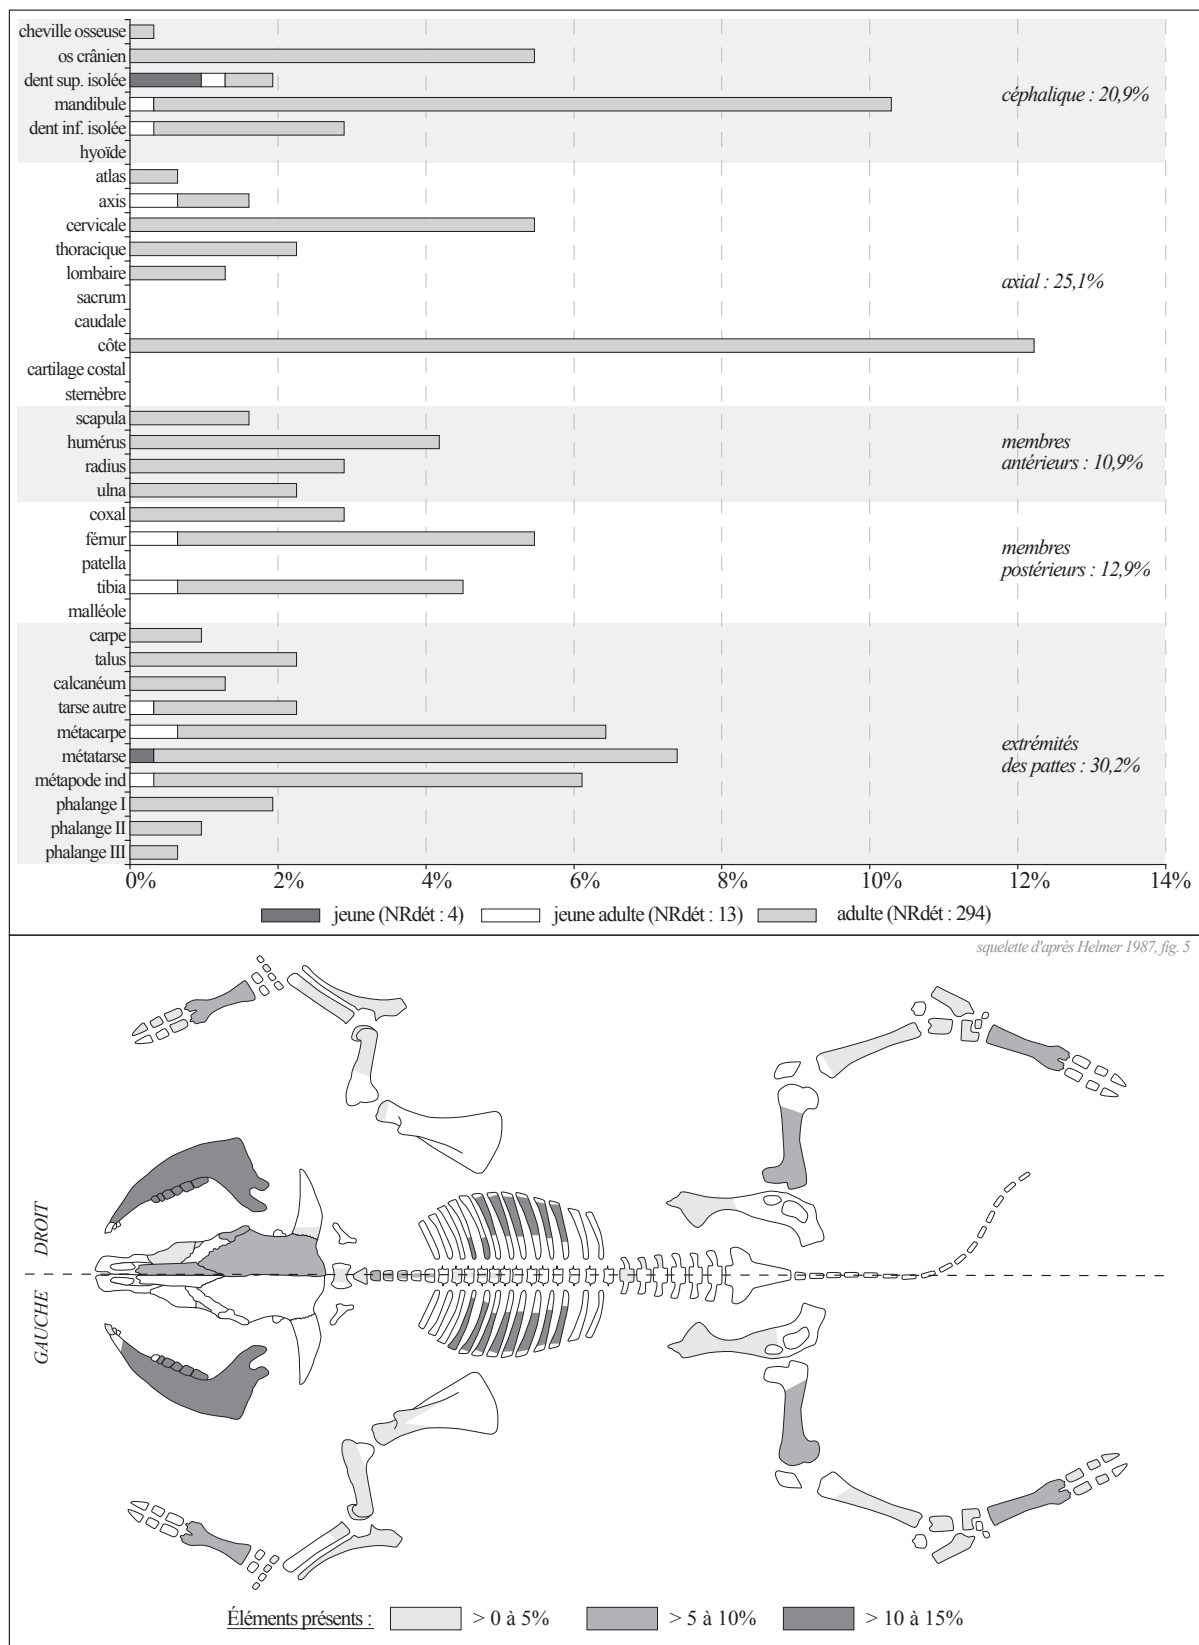 cheville osseuse
os crânien
dent sup. isolée
mandibule
dent inf. isolée
hyoïde
céphalique : 20,9%
atlas
axis
cervicale
thoracique
lombaire
sacrum
caudale
côte
cartilage costal
sternèbre
axial : 25,1%
scapula
humérus
radius
ulna
membres
antérieurs : 10,9%
coxal
fémur
patella
tibia
malléole
membres
postérieurs : 12,9%
carpe
talus
calcanéum
tarse autre
métacarpe
métatarse
métapode ind
phalange I
phalange II
phalange III
extrémités
des pattes : 30,2%
0% 2% 4% 6% 8% 10% 12% 14%
jeune (NRdét : 4) jeune adulte (NRdét : 13) adulte (NRdét : 294)
squelette d'après Helmer 1987, fig. 5
DROIT
GAUCHE
Éléments présents : > 0 à 5% > 5 à 10% > 10 à 15%